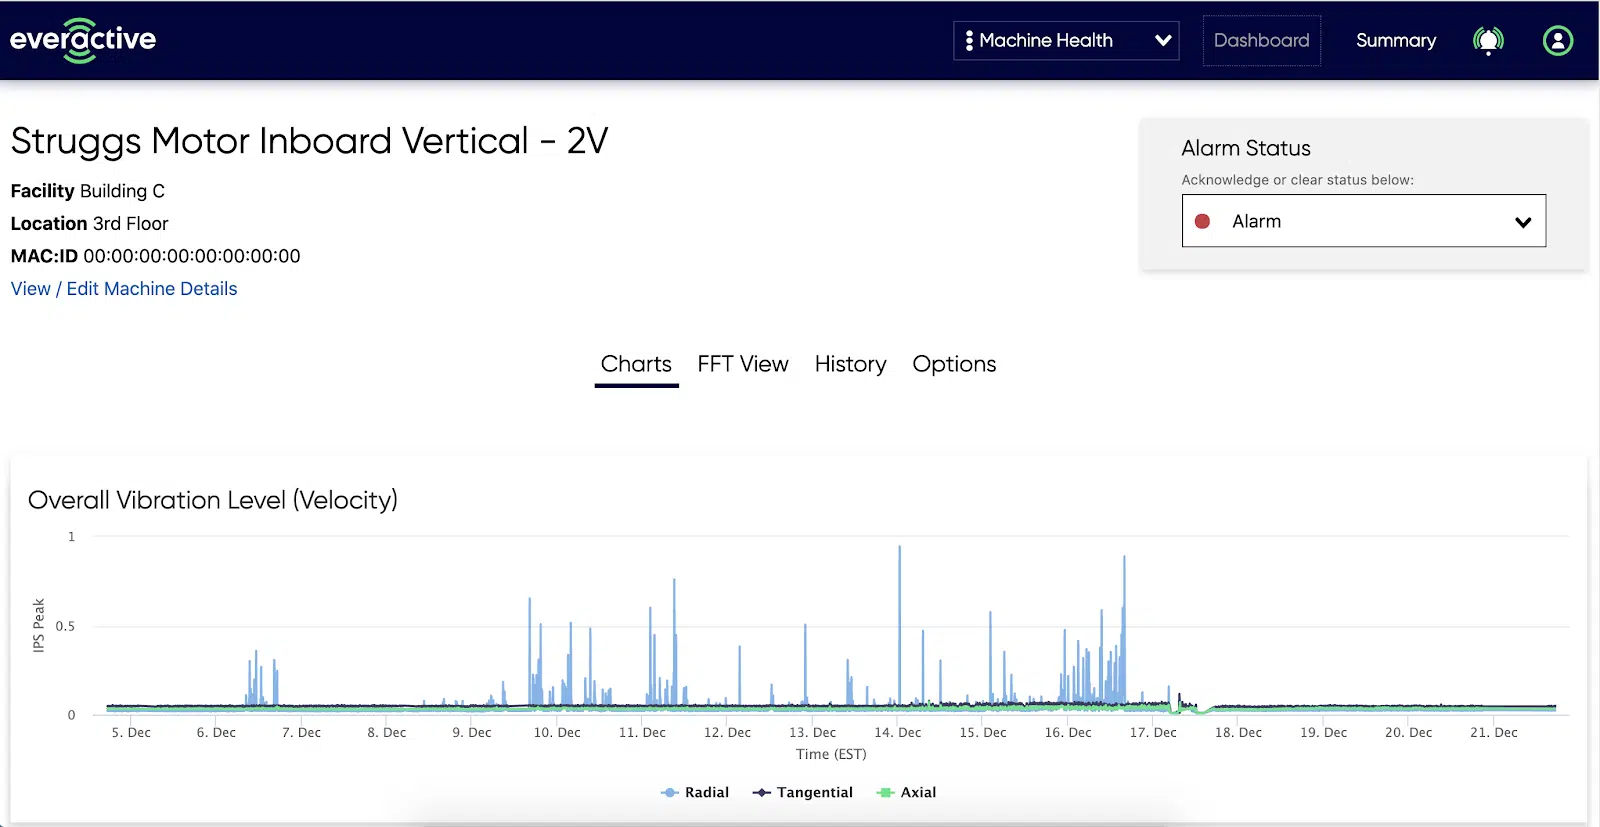 everactive
Machine Health
Dashboard
Summary
Struggs Motor Inboard Vertical - 2V
Facility Building C
Location 3rd Floor
MAC:ID 00:00:00:00:00:00:00:00
View / Edit Machine Details
Alarm Status
Acknowledge or clear status below:
Alarm
Charts FFT View History Options
Overall Vibration Level (Velocity)
1
0.5
0
IPS Peak
5. Dec 6. Dec 7. Dec 8. Dec 9. Dec 10. Dec 11. Dec 12. Dec 13. Dec 14. Dec 15. Dec 16. Dec 17. Dec 18. Dec 19. Dec 20. Dec 21. Dec
Time (EST)
Radial Tangential Axial